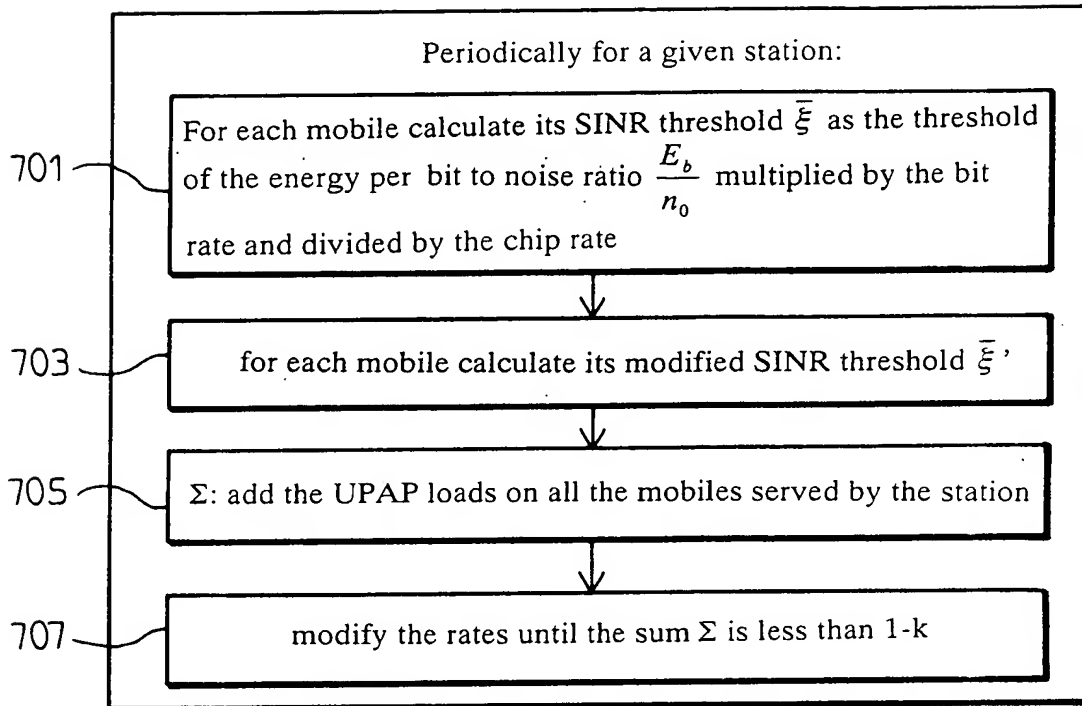 Periodically for a given station:
701
For each mobile calculate its SINR threshold ξ̄ as the threshold
of the energy per bit to noise ratio E_b/n_0 multiplied by the bit
rate and divided by the chip rate
703
for each mobile calculate its modified SINR threshold ξ̄ '
705
Σ: add the UPAP loads on all the mobiles served by the station
707
modify the rates until the sum Σ is less than 1-k